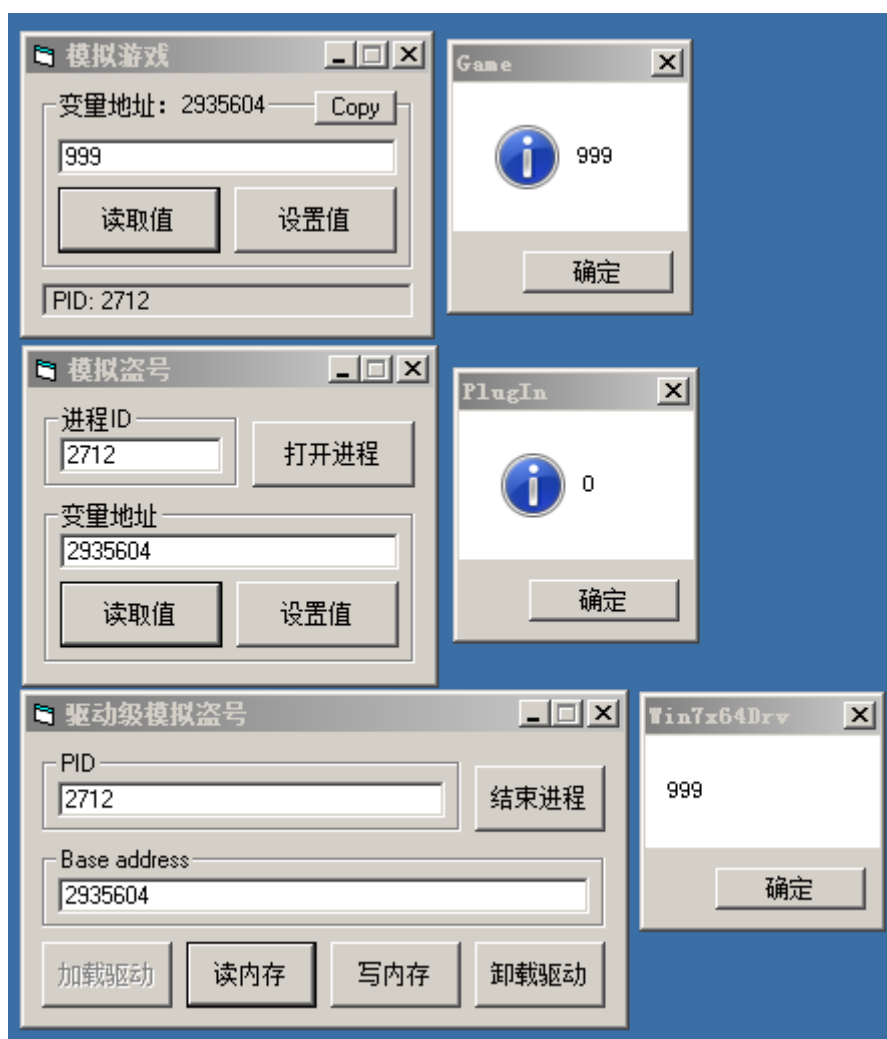 模拟游戏
变量地址：2935604
Copy
999
读取值
设置值
PID: 2712
Game
999
确定
模拟盗号
进程ID
2712
打开进程
变量地址
2935604
读取值
设置值
PlugIn
0
确定
驱动级模拟盗号
PID
2712
结束进程
Base address
2935604
加载驱动
读内存
写内存
卸载驱动
Win7x64Drv
999
确定